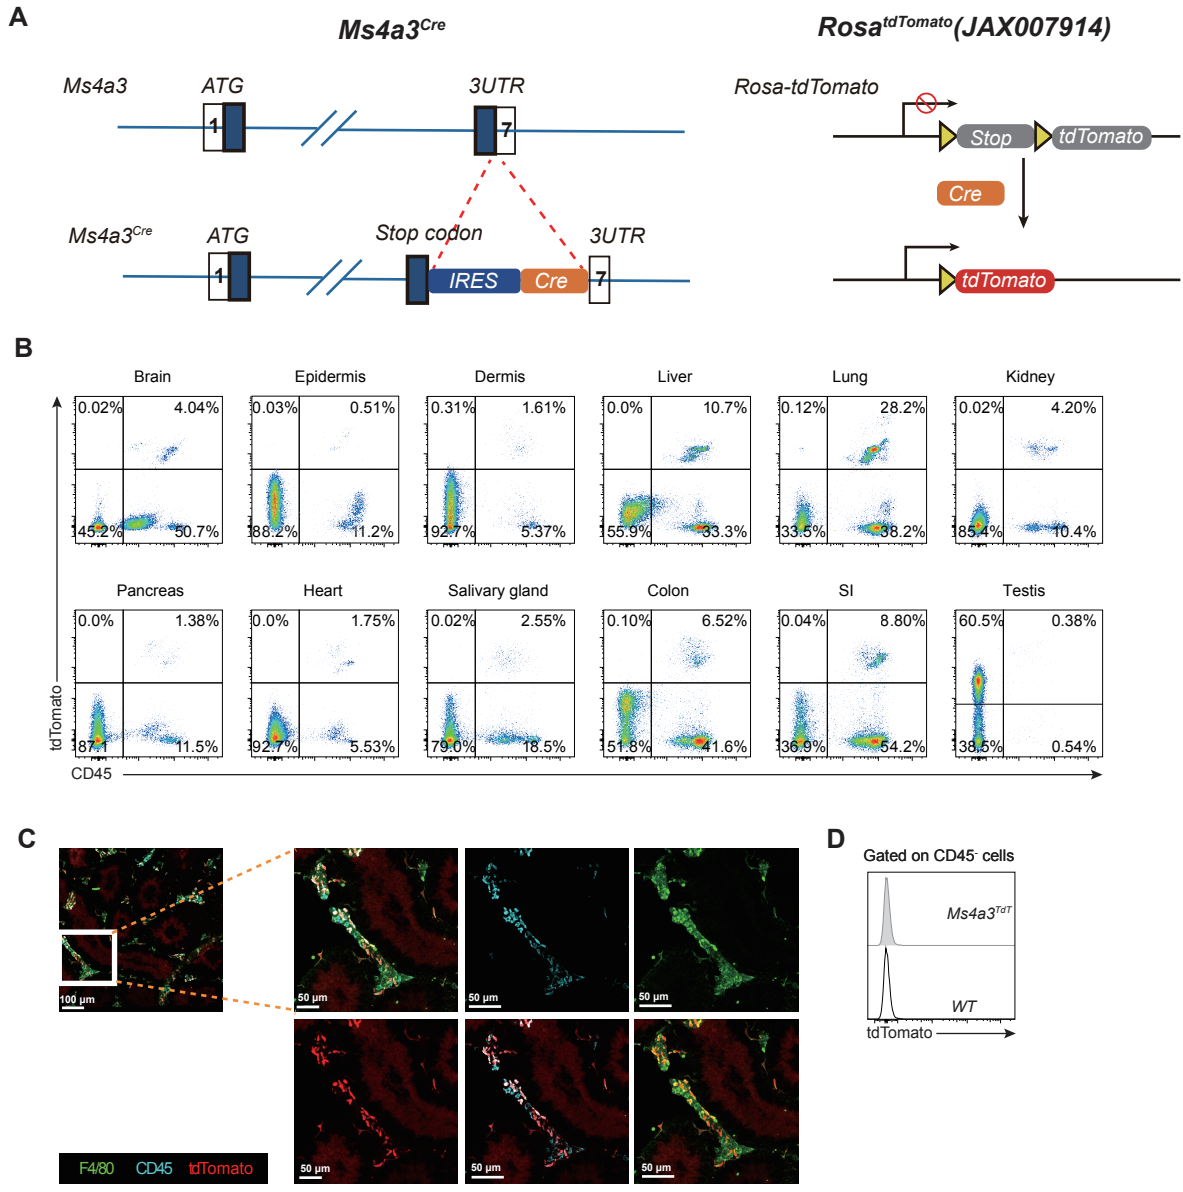 A
Ms4a3Cre
Rosa tdTomato (JAX007914)
Ms4a3
ATG
3UTR
1
7
Rosa-tdTomato
Stop
tdTomato
Cre
Ms4a3Cre
ATG
Stop codon
3UTR
1
IRES
Cre
7
tdTomato
B
Brain
Epidermis
Dermis
Liver
Lung
Kidney
0.02% 4.04%
0.03% 0.51%
0.31% 1.61%
0.0% 10.7%
0.12% 28.2%
0.02% 4.20%
45.2% 50.7%
88.2% 11.2%
92.7% 5.37%
55.9% 33.3%
33.5% 38.2%
85.4% 10.4%
Pancreas
Heart
Salivary gland
Colon
SI
Testis
0.0% 1.38%
0.0% 1.75%
0.02% 2.55%
0.10% 6.52%
0.04% 8.80%
60.5% 0.38%
87.1 11.5%
92.7% 5.53%
79.0% 18.5%
51.8% 41.6%
36.9% 54.2%
38.5% 0.54%
tdTomato
CD45
C
100 µm
50 µm
50 µm
50 µm
50 µm
50 µm
50 µm
F4/80 CD45 tdTomato
D
Gated on CD45- cells
Ms4a3TdT
WT
tdTomato